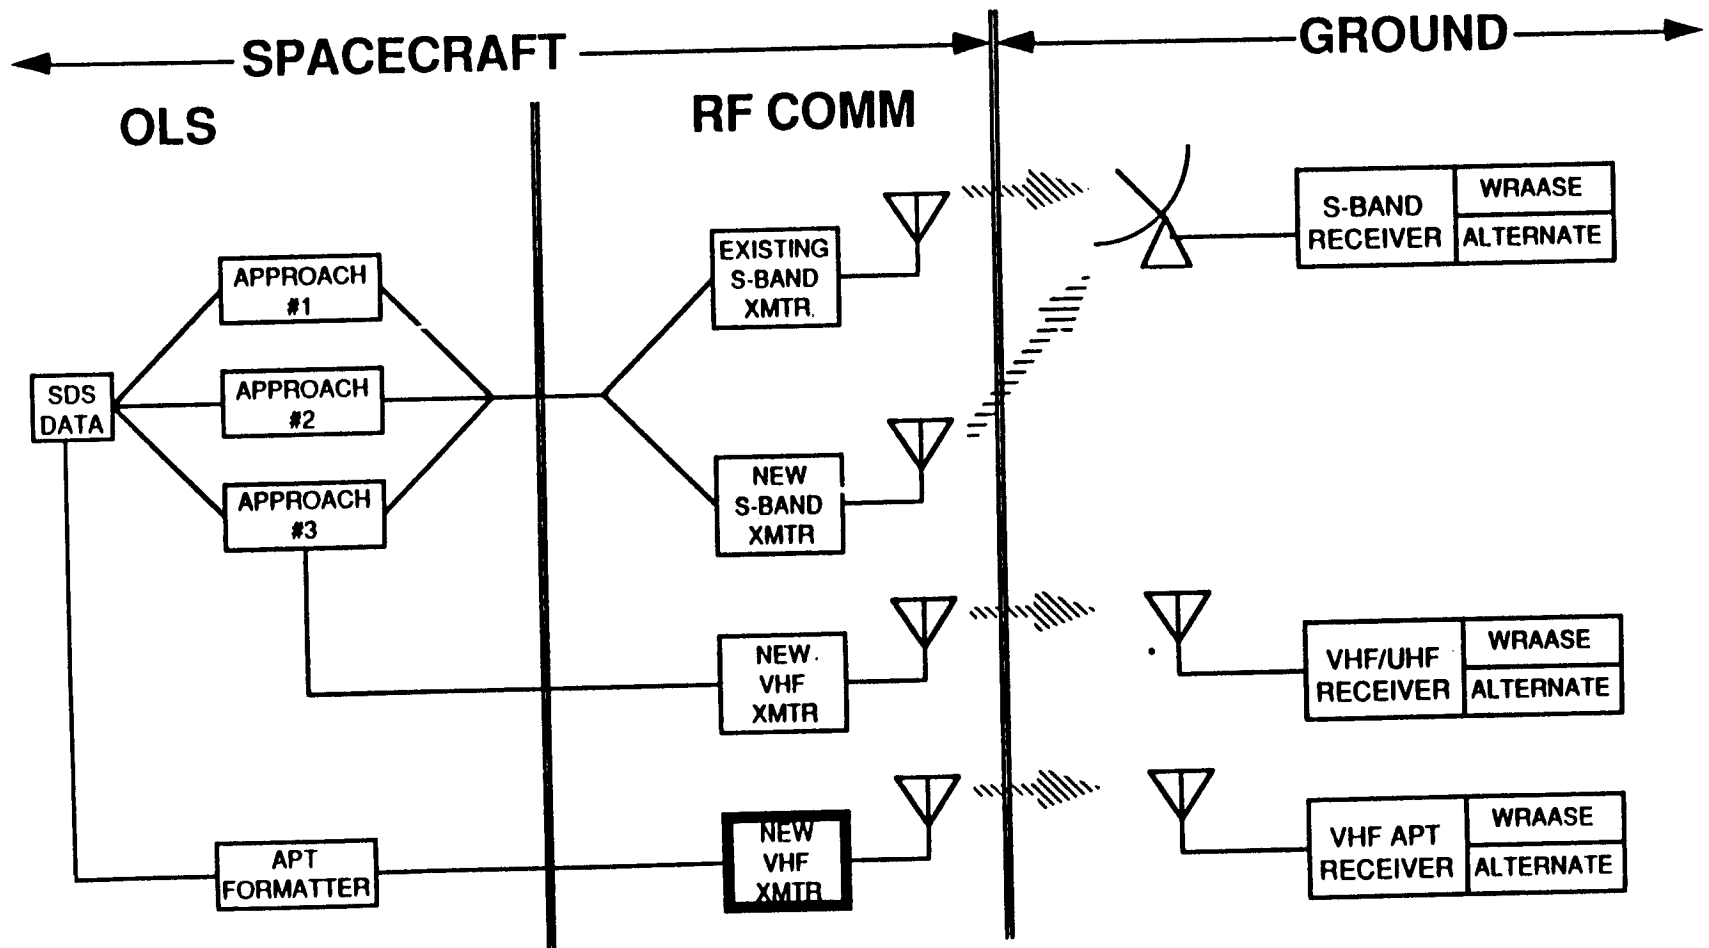 SPACECRAFT
GROUND
OLS
RF COMM
EXISTING
S-BAND
XMTR.
S-BAND
RECEIVER
WRAASE
ALTERNATE
APPROACH
#1
SDS
DATA
APPROACH
#2
APPROACH
#3
NEW
S-BAND
XMTR
NEW.
VHF
XMTR
VHF/UHF
RECEIVER
WRAASE
ALTERNATE
APT
FORMATTER
NEW
VHF
XMTR
VHF APT
RECEIVER
WRAASE
ALTERNATE